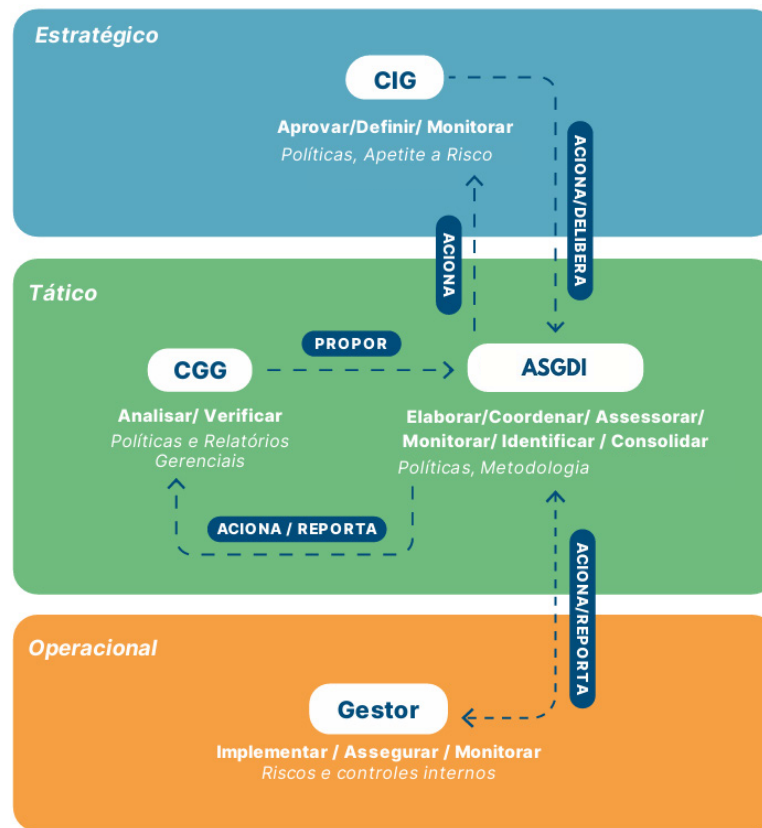 Estratégico
CIG
Aprovar/Definir/ Monitorar
Políticas, Apetite a Risco
ACIONA
ACIONA/DELIBERA
Tático
CGG
PROPOR
ASGDI
Analisar/ Verificar
Políticas e Relatórios
Gerenciais
Elaborar/Coordenar/ Assessorar/
Monitorar/ Identificar / Consolidar
Políticas, Metodologia
ACIONA / REPORTA
ACIONA/REPORTA
Operacional
Gestor
Implementar / Assegurar / Monitorar
Riscos e controles internos